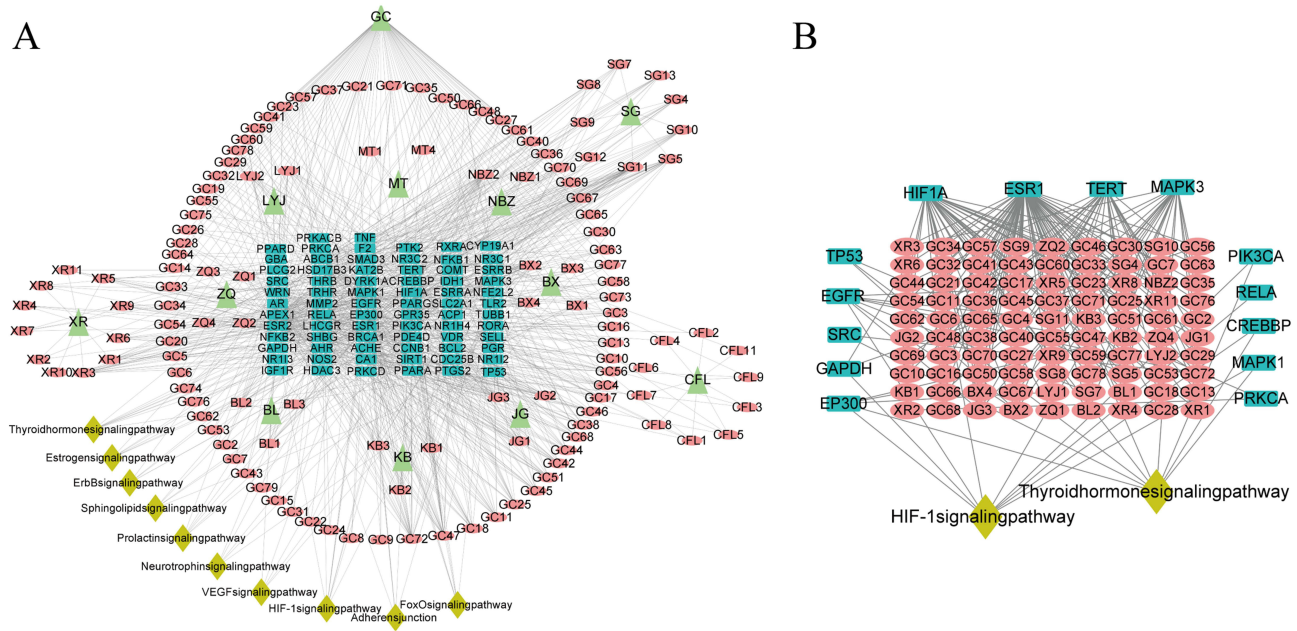 A
B
GC
GC57 GC37 GC21 GC71 GC35 GC50 GC66 GC48 GC27 GC61 GC40 GC36 GC70 GC69 GC67 GC65 GC30 GC63 GC77 GC58 GC73 GC3 GC16 GC13 GC10 GC56 GC4 GC17 GC46 GC38 GC68 GC44 GC42 GC51 GC45 GC25 GC11 GC18 GC47 GC72 GC9 GC8 GC24 GC22 GC31 GC15 GC79 GC43 GC7 GC2 GC53 GC62 GC76 GC74 GC6 GC5 GC20 GC54 GC34 GC33 GC14 GC64 GC28 GC26 GC75 GC55 GC19 GC32 GC29 GC78 GC60 GC59 GC41 GC23
SG7
SG13
SG8
SG4
SG
SG9
SG10
SG12
SG11
SG5
MT1
MT4
MT
LYJ2
LYJ1
LYJ
NBZ2
NBZ1
NBZ
XR11
XR5
XR8
XR4
XR9
XR
XR7
XR6
XR2
XR1
XR10
XR3
ZQ3
ZQ1
ZQ
ZQ4
ZQ2
BX2
BX3
BX
BX4
BX1
CFL2
CFL4
CFL11
CFL6
CFL
CFL9
CFL7
CFL3
CFL8
CFL1
CFL5
BL2
BL3
BL
BL1
JG3
JG2
JG
JG1
KB3
KB1
KB
KB2
PRKACB TNF
PPARD PRKCA F2 PTK2 RXRA CYP19A1
GBA ABCB1 SMAD3 NR3C2 NFKB1 NR3C1
PLCG2 HSD17B3 KAT2B TERT COMT ESRRB
SRC THRB DYRK1A CREBBP IDH1 MAPK3
WRN TRHR MAPK1 HIF1A ESRRA NFE2L2
AR MMP2 EGFR PPARG SLC2A1 TLR2
APEX1 RELA EP300 GPR35 ACP1 TUBB1
ESR2 LHCGR ESR1 PIK3CA NR1H4 RORA
NFKB2 SHBG BRCA1 PDE4D VDR SELL
GAPDH AHR ACHE CCNB1 BCL2 PGR
NR1I3 NOS2 CA1 SIRT1 CDC25B NR1I2
IGF1R HDAC3 PRKCD PPARA PTGS2 TP53
Thyroidhormonesignalingpathway
Estrogensignalingpathway
ErbBsignalingpathway
Sphingolipidsignalingpathway
Prolactinsignalingpathway
Neurotrophinsignalingpathway
VEGFsignalingpathway
HIF-1signalingpathway
Adherensjunction
FoxOsignalingpathway
HIF1A ESR1 TERT MAPK3
TP53
EGFR
SRC
GAPDH
EP300
XR3 GC34 GC57 SG9 ZQ2 GC46 GC30 SG10 GC56
XR6 GC32 GC41 GC43 GC60 GC33 SG4 GC7 GC63
GC44 GC21 GC42 GC17 XR5 GC23 XR8 NBZ2 GC35
GC54 GC11 GC36 GC45 GC37 GC71 GC25 XR11 GC76
GC62 GC6 GC65 GC4 SG11 KB3 GC51 GC61 GC2
JG2 GC48 GC38 GC40 GC5 GC47 KB2 ZQ4 JG1
GC69 GC3 GC70 GC27 XR9 GC59 GC77 LYJ2 GC29
GC10 GC16 GC50 GC58 SG8 GC78 SG5 GC53 GC72
KB1 GC66 BX4 GC67 LYJ1 SG7 BL1 GC18 GC13
XR2 GC68 JG3 BX2 ZQ1 BL2 XR4 GC28 XR1
PIK3CA
RELA
CREBBP
MAPK1
PRKCA
Thyroidhormonesignalingpathway
HIF-1signalingpathway